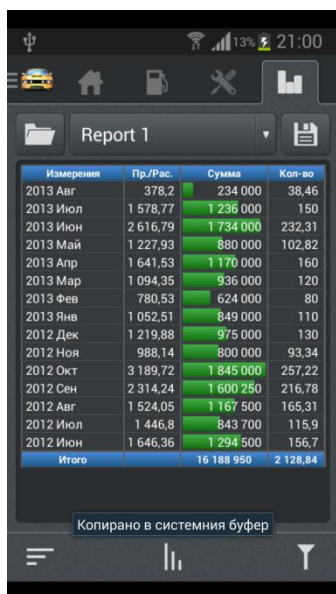 13% 21:00
Report 1
Измерения Пр./Рас. Сумма Кол-во
2013 Авг 378,2 234 000 38,46
2013 Июл 1 578,77 1 236 000 150
2013 Июн 2 616,79 1 734 000 232,31
2013 Май 1 227,93 880 000 102,82
2013 Апр 1 641,53 1 170 000 160
2013 Мар 1 094,35 936 000 120
2013 Фев 780,53 624 000 80
2013 Янв 1 052,51 849 000 110
2012 Дек 1 219,88 975 000 130
2012 Ноя 988,14 800 000 93,34
2012 Окт 3 189,72 1 845 000 257,22
2012 Сен 2 314,24 1 600 250 216,78
2012 Авг 1 524,05 1 167 500 165,31
2012 Июл 1 446,8 843 700 115,9
2012 Июн 1 646,36 1 294 500 156,7
Итого 16 188 950 2 128,84
Копирано в системния буфер